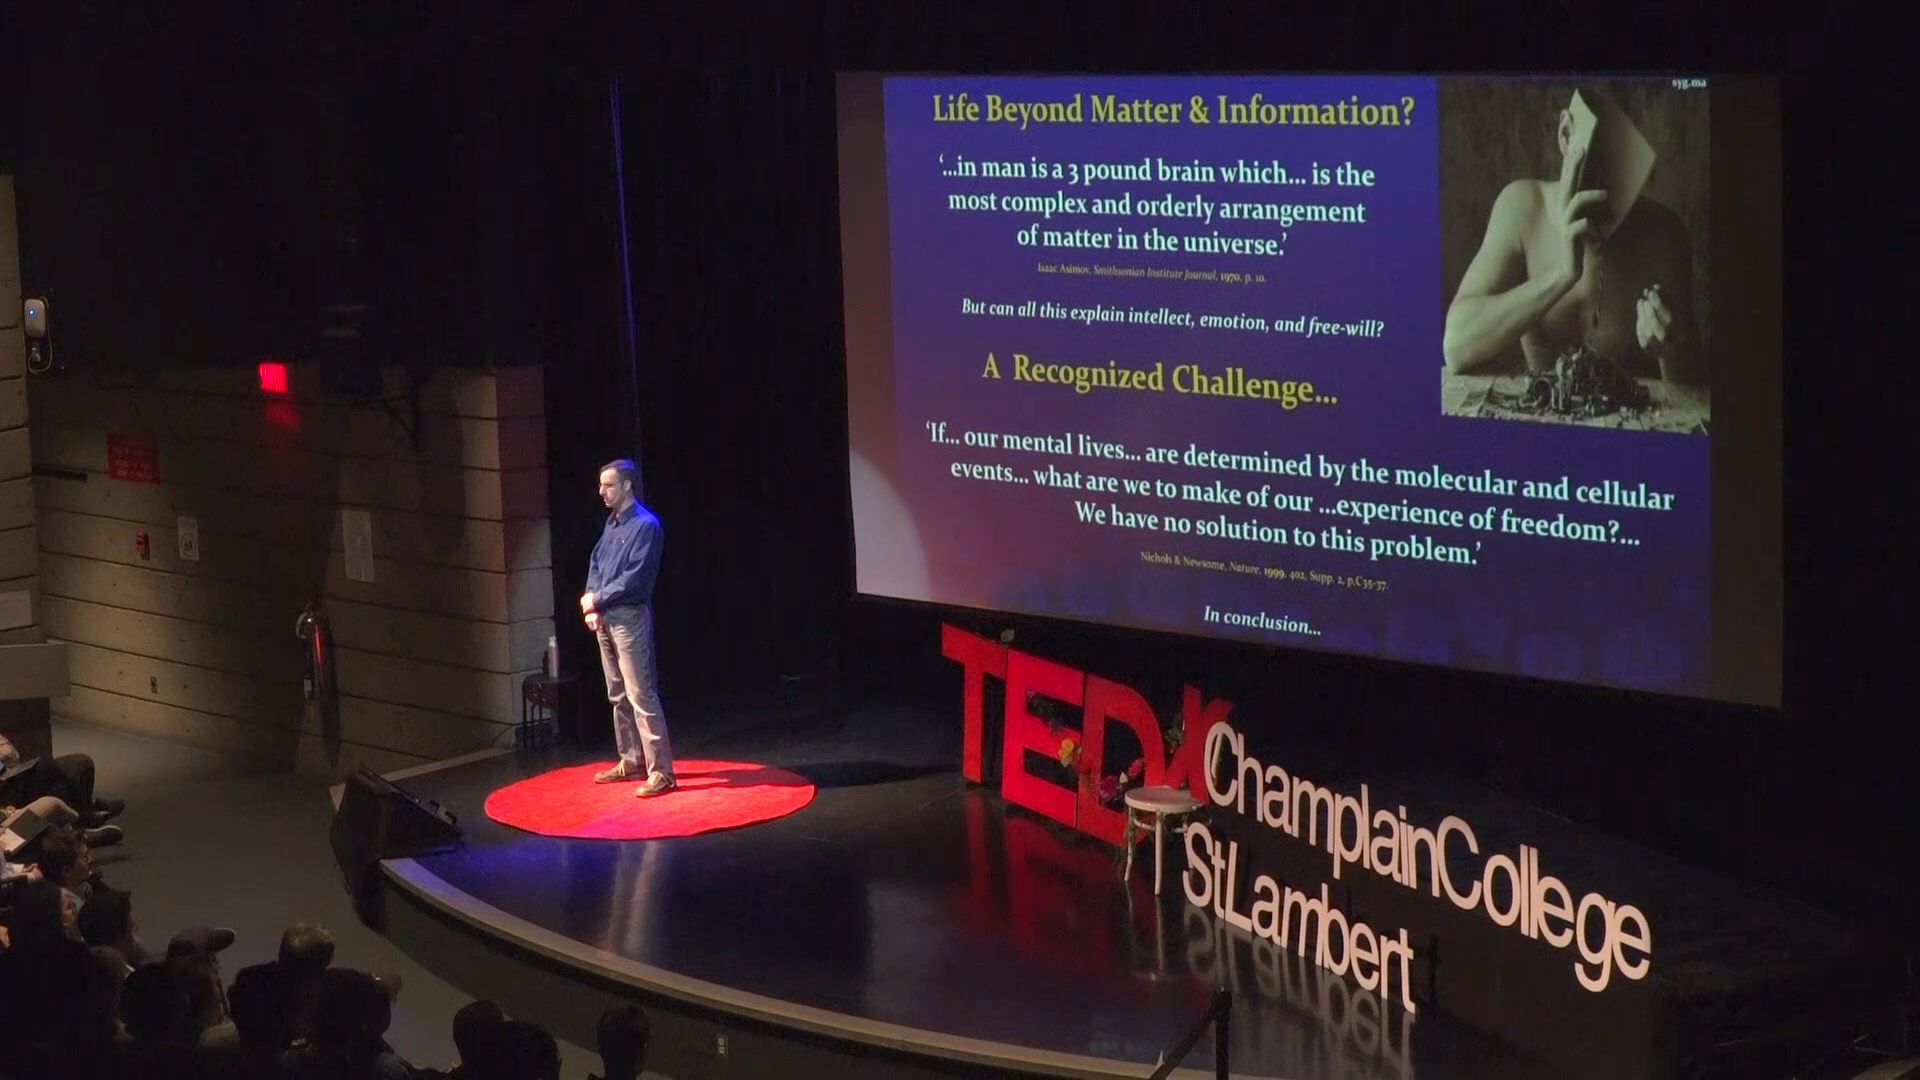 syg.ma
Life Beyond Matter & Information?
‘...in man is a 3 pound brain which... is the
most complex and orderly arrangement
of matter in the universe.’
Isaac Asimov, Smithsonian Institute Journal, 1970, p. 10.
But can all this explain intellect, emotion, and free-will?
A Recognized Challenge...
‘If... our mental lives... are determined by the molecular and cellular
events... what are we to make of our ...experience of freedom?...
We have no solution to this problem.’
Nichols & Newsome, Nature, 1999, 402, Supp. 2, p.C35-37.
In conclusion...
TEDx
ChamplainCollege
StLambert